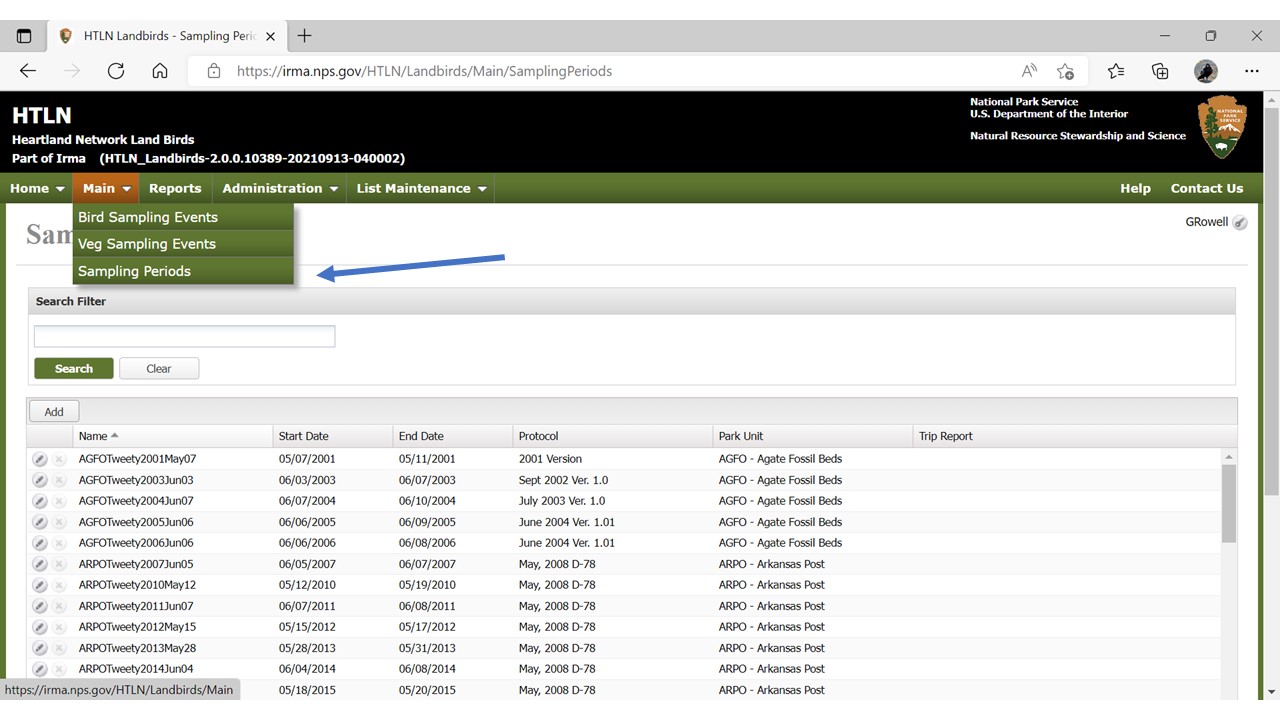 HTLN Landbirds - Sampling Peri
https://irma.nps.gov/HTLN/Landbirds/Main/SamplingPeriods
HTLN
Heartland Network Land Birds
Part of Irma (HTLN_Landbirds-2.0.0.10389-20210913-040002)
National Park Service
U.S. Department of the Interior
Natural Resource Stewardship and Science
NATIONAL
PARK
SERVICE
Home Main Reports Administration List Maintenance Help Contact Us
Bird Sampling Events
Veg Sampling Events
Sampling Periods
Sam
GRowell
Search Filter
Search Clear
Add
Name Start Date End Date Protocol Park Unit Trip Report
AGFOTweety2001May07 05/07/2001 05/11/2001 2001 Version AGFO - Agate Fossil Beds
AGFOTweety2003Jun03 06/03/2003 06/07/2003 Sept 2002 Ver. 1.0 AGFO - Agate Fossil Beds
AGFOTweety2004Jun07 06/07/2004 06/10/2004 July 2003 Ver. 1.0 AGFO - Agate Fossil Beds
AGFOTweety2005Jun06 06/06/2005 06/09/2005 June 2004 Ver. 1.01 AGFO - Agate Fossil Beds
AGFOTweety2006Jun06 06/06/2006 06/08/2006 June 2004 Ver. 1.01 AGFO - Agate Fossil Beds
ARPOTweety2007Jun05 06/05/2007 06/07/2007 May, 2008 D-78 ARPO - Arkansas Post
ARPOTweety2010May12 05/12/2010 05/19/2010 May, 2008 D-78 ARPO - Arkansas Post
ARPOTweety2011Jun07 06/07/2011 06/08/2011 May, 2008 D-78 ARPO - Arkansas Post
ARPOTweety2012May15 05/15/2012 05/17/2012 May, 2008 D-78 ARPO - Arkansas Post
ARPOTweety2013May28 05/28/2013 05/31/2013 May, 2008 D-78 ARPO - Arkansas Post
ARPOTweety2014Jun04 06/04/2014 06/08/2014 May, 2008 D-78 ARPO - Arkansas Post
05/18/2015 05/20/2015 May, 2008 D-78 ARPO - Arkansas Post
https://irma.nps.gov/HTLN/Landbirds/Main